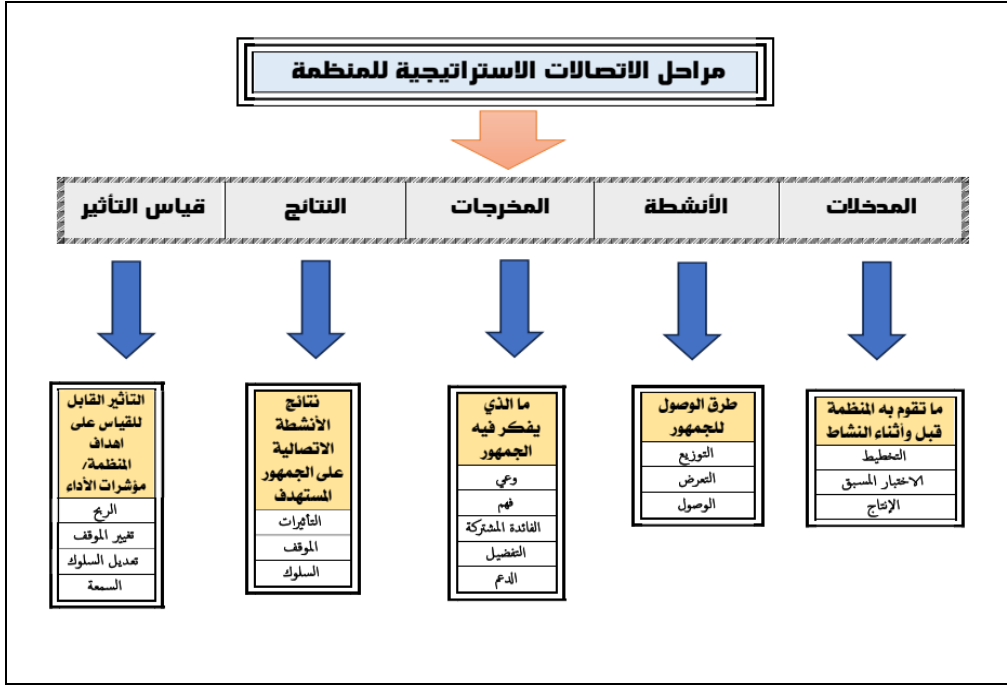 مراحل الاتصالات الاستراتيجية للمنظمة
المدخلات
الأنشطة
المخرجات
النتائج
قياس التأثير
ما تقوم به المنظمة
قبل وأثناء النشاط
التخطيط
الاختبار المسبق
الإنتاج
طرق الوصول
للجمهور
التوزيع
التعرض
الوصول
ما الذي
يفكر فيه
الجمهور
وعي
فهم
الفائدة المشتركة
التفضيل
الدعم
نتائج
الأنشطة
الاتصالية
على الجمهور
المستهدف
التأثيرات
الموقف
السلوك
التأثير القابل
للقياس على
اهداف
المنظمة/
مؤشرات الأداء
الربح
تغيير الموقف
تعديل السلوك
السمعة